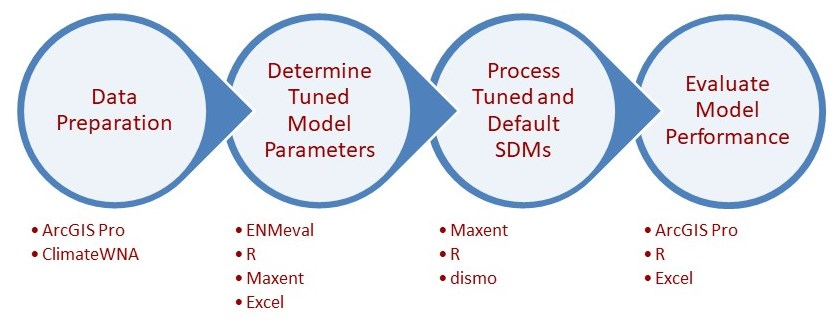 Data
Preparation
Determine
Tuned
Model
Parameters
Process
Tuned and
Default
SDMs
Evaluate
Model
Performance
• ArcGIS Pro
• ClimateWNA
• ENMeval
• R
• Maxent
• Excel
• Maxent
• R
• dismo
• ArcGIS Pro
• R
• Excel